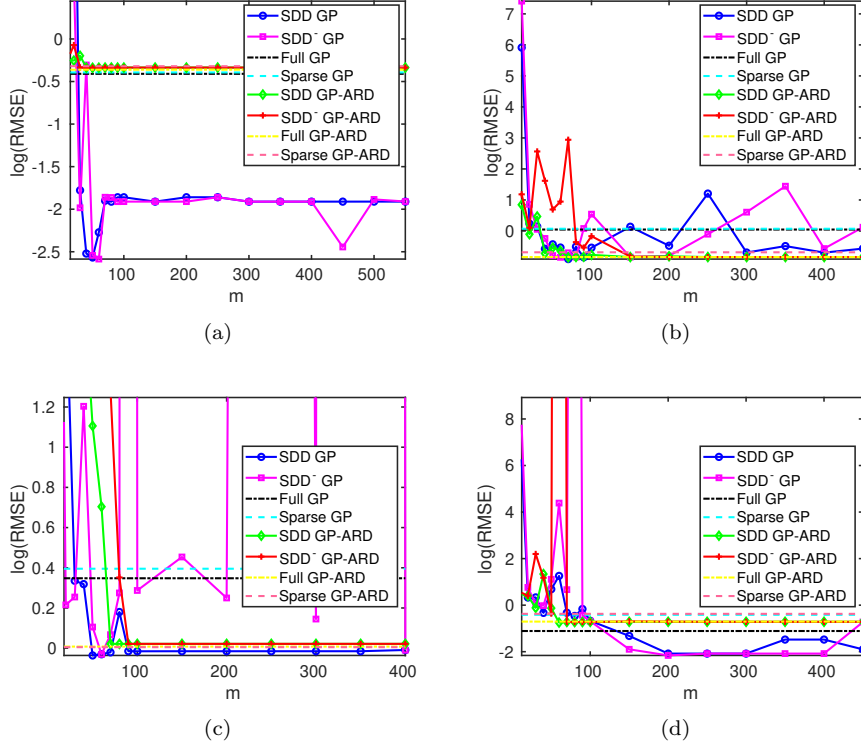 0
-0.5
-1
-1.5
-2
-2.5
log(RMSE)
100 200 300 400 500
m
SDD GP
SDD⁻ GP
Full GP
Sparse GP
SDD GP-ARD
SDD⁻ GP-ARD
Full GP-ARD
Sparse GP-ARD
(a)
7
6
5
4
3
2
1
0
log(RMSE)
100 200 300 400
m
SDD GP
SDD⁻ GP
Full GP
Sparse GP
SDD GP-ARD
SDD⁻ GP-ARD
Full GP-ARD
Sparse GP-ARD
(b)
1.2
1
0.8
0.6
0.4
0.2
0
log(RMSE)
100 200 300 400
m
SDD GP
SDD⁻ GP
Full GP
Sparse GP
SDD GP-ARD
SDD⁻ GP-ARD
Full GP-ARD
Sparse GP-ARD
(c)
8
6
4
2
0
-2
log(RMSE)
100 200 300 400
m
SDD GP
SDD⁻ GP
Full GP
Sparse GP
SDD GP-ARD
SDD⁻ GP-ARD
Full GP-ARD
Sparse GP-ARD
(d)